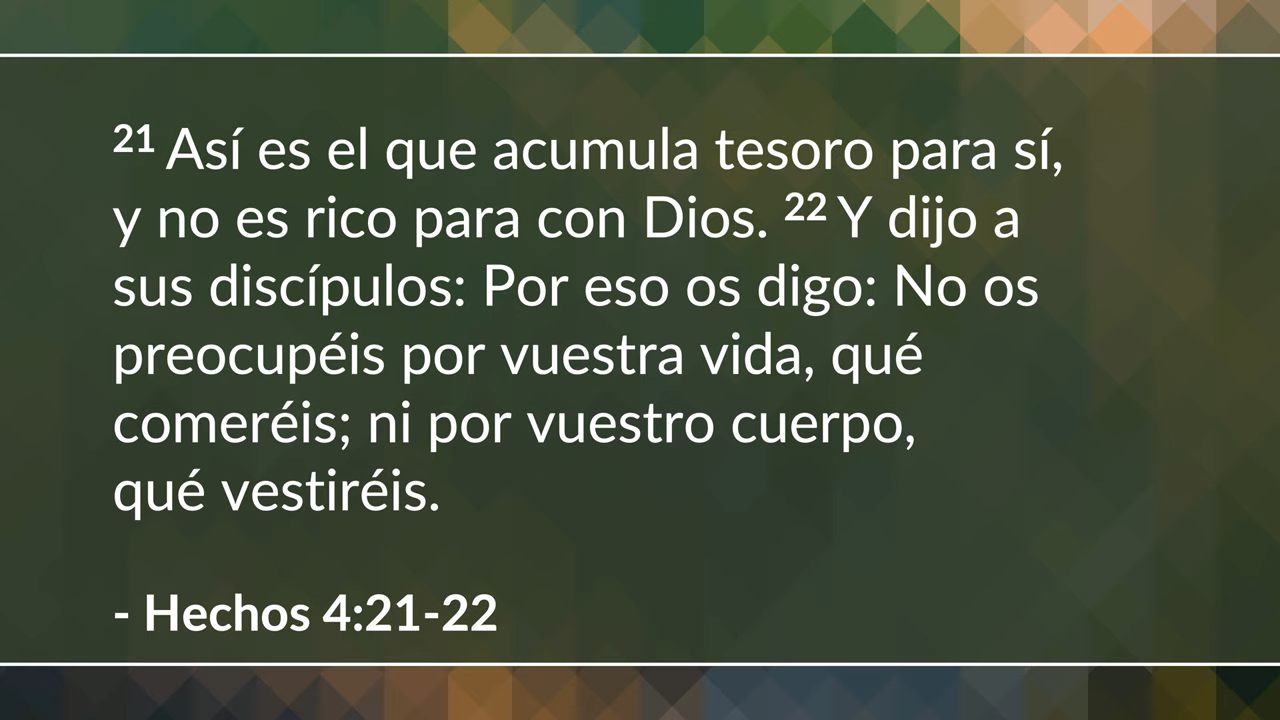 21 Así es el que acumula tesoro para sí,
y no es rico para con Dios. 22 Y dijo a
sus discípulos: Por eso os digo: No os
preocupéis por vuestra vida, qué
comeréis; ni por vuestro cuerpo,
qué vestiréis.
- Hechos 4:21-22